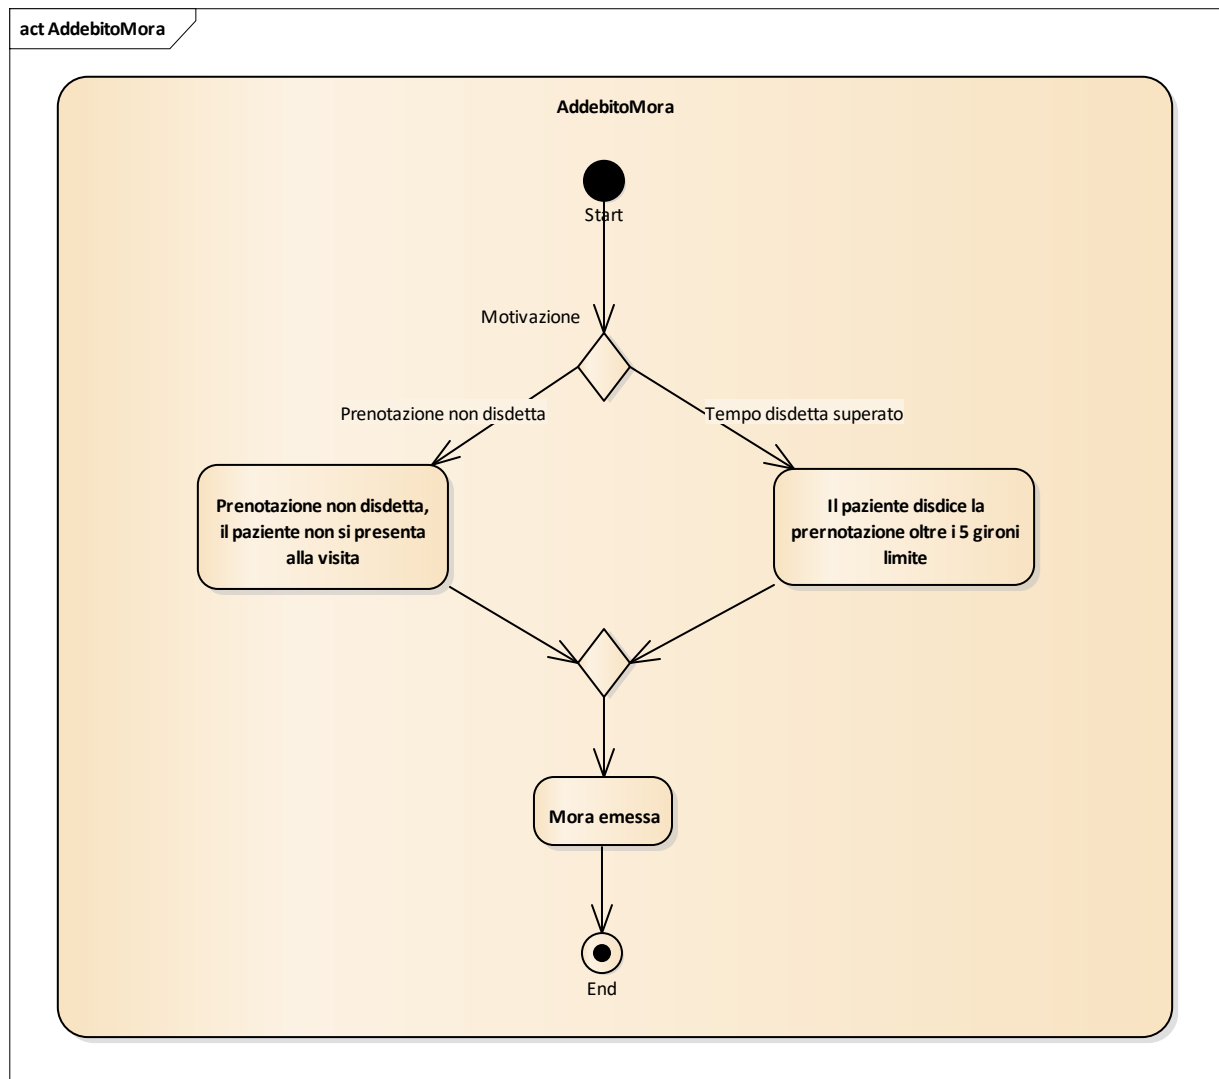 act AddebitoMora
AddebitoMora
Start
Motivazione
Prenotazione non disdetta
Tempo disdetta superato
Prenotazione non disdetta,
il paziente non si presenta
alla visita
Il paziente disdice la
prernotazione oltre i 5 gironi
limite
Mora emessa
End